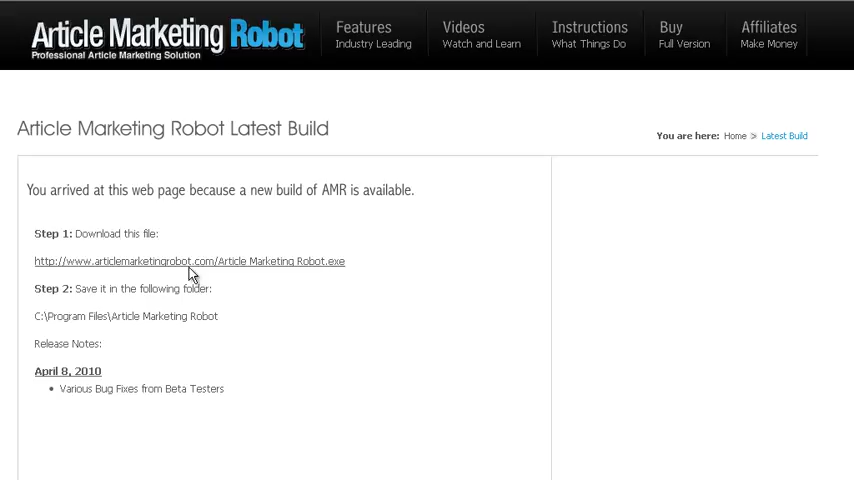 Article Marketing Robot
Professional Article Marketing Solution
Features
Industry Leading
Videos
Watch and Learn
Instructions
What Things Do
Buy
Full Version
Affiliates
Make Money
Article Marketing Robot Latest Build
You are here: Home > Latest Build
You arrived at this web page because a new build of AMR is available.
Step 1: Download this file:
http://www.articlemarketingrobot.com/Article Marketing Robot.exe
Step 2: Save it in the following folder:
C:\Program Files\Article Marketing Robot
Release Notes:
April 8, 2010
• Various Bug Fixes from Beta Testers